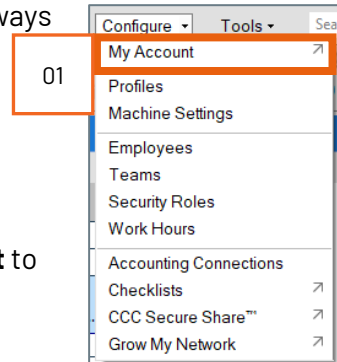 ways
Configure Tools Sea
My Account
01
Profiles
Machine Settings
Employees
Teams
Security Roles
Work Hours
t to
Accounting Connections
Checklists
CCC Secure Share™
Grow My Network